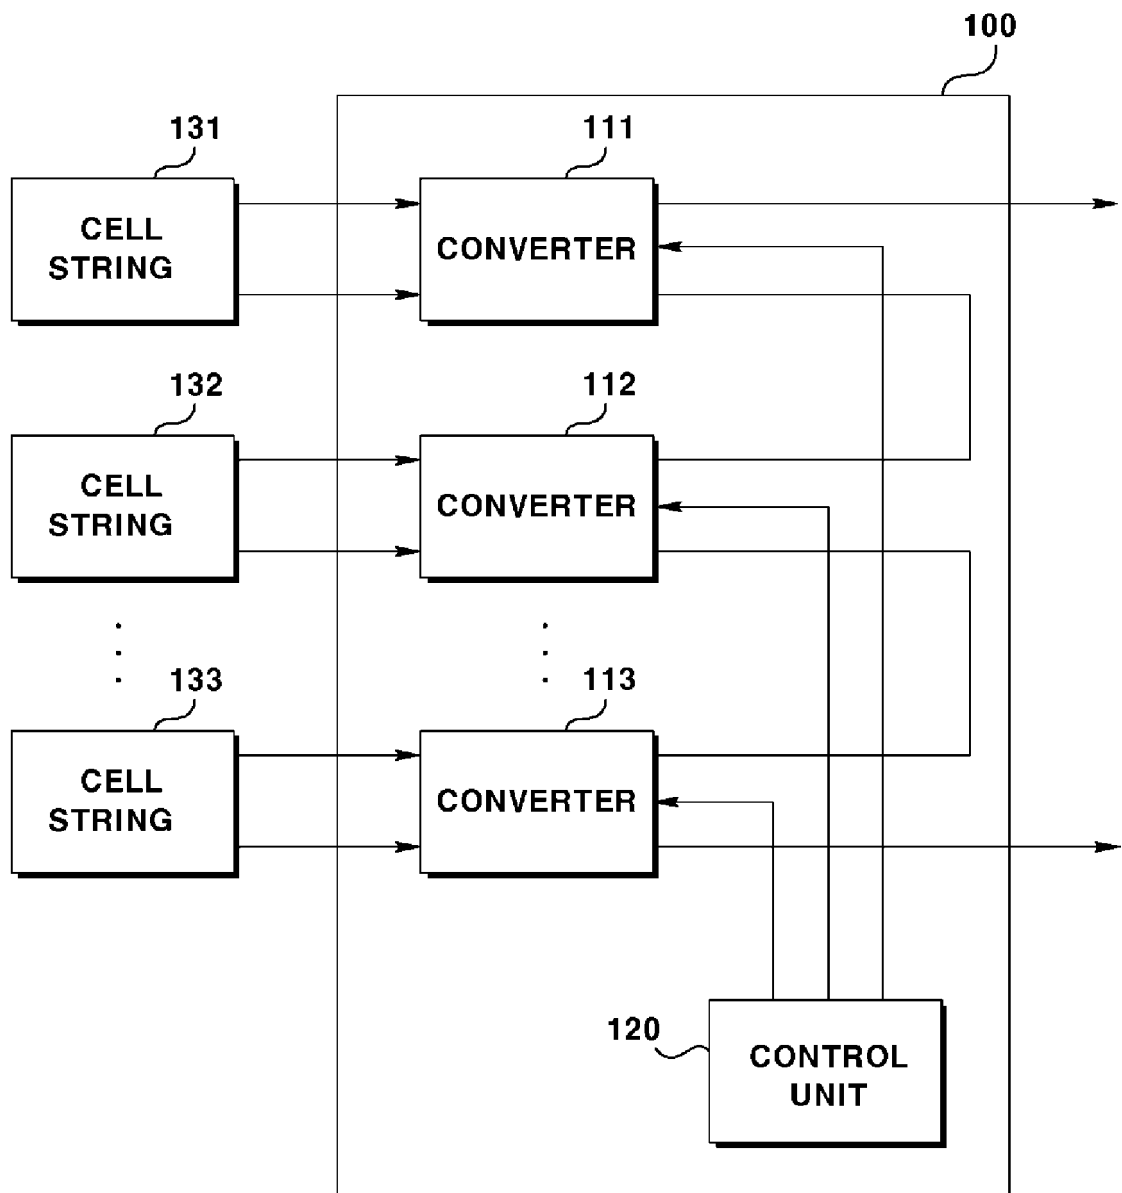 100
131
111
CELL
STRING
CONVERTER
132
112
CELL
STRING
CONVERTER
133
113
CELL
STRING
CONVERTER
120
CONTROL
UNIT